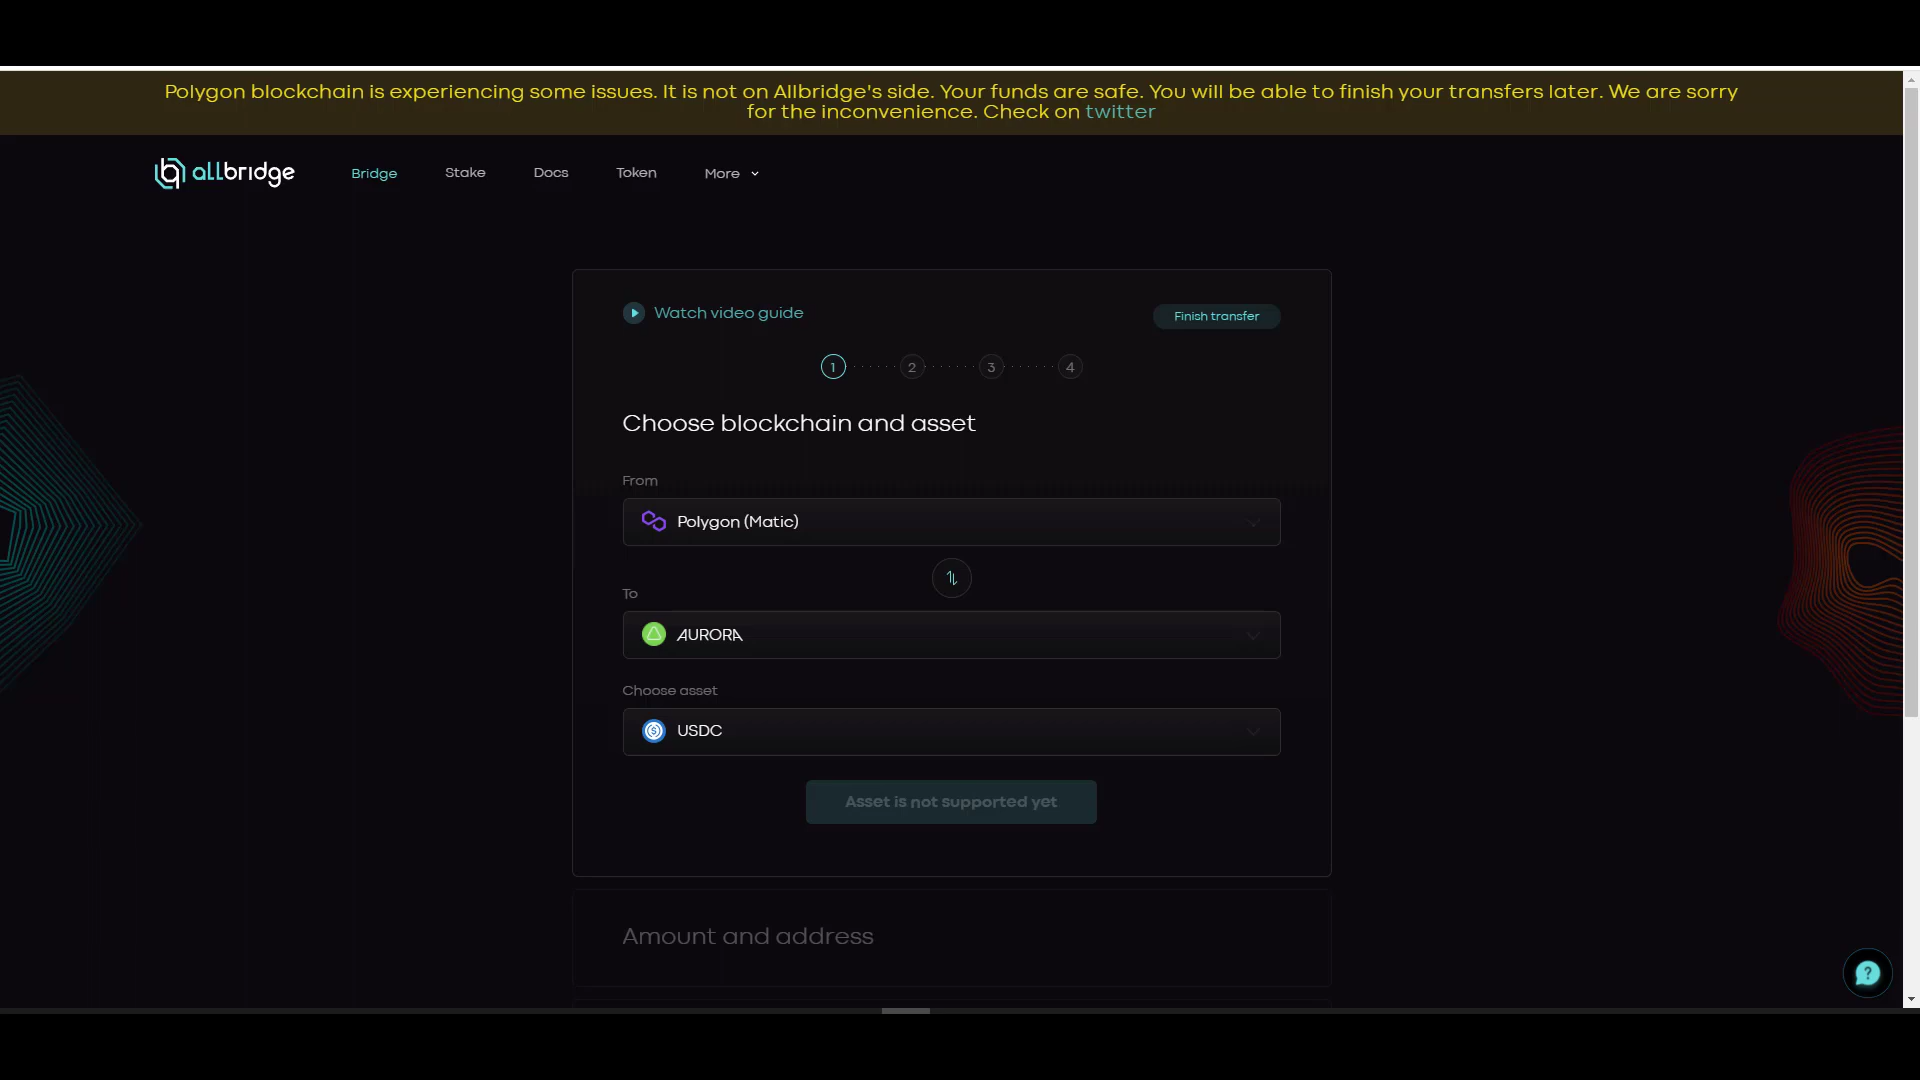 Polygon blockchain is experiencing some issues. It is not on Allbridge's side. Your funds are safe. You will be able to finish your transfers later. We are sorry
for the inconvenience. Check on twitter
allbridge
Bridge
Stake
Docs
Token
More
Watch video guide
Finish transfer
1
2
3
4
Choose blockchain and asset
From
Polygon (Matic)
To
AURORA
Choose asset
USDC
Asset is not supported yet
Amount and address
?